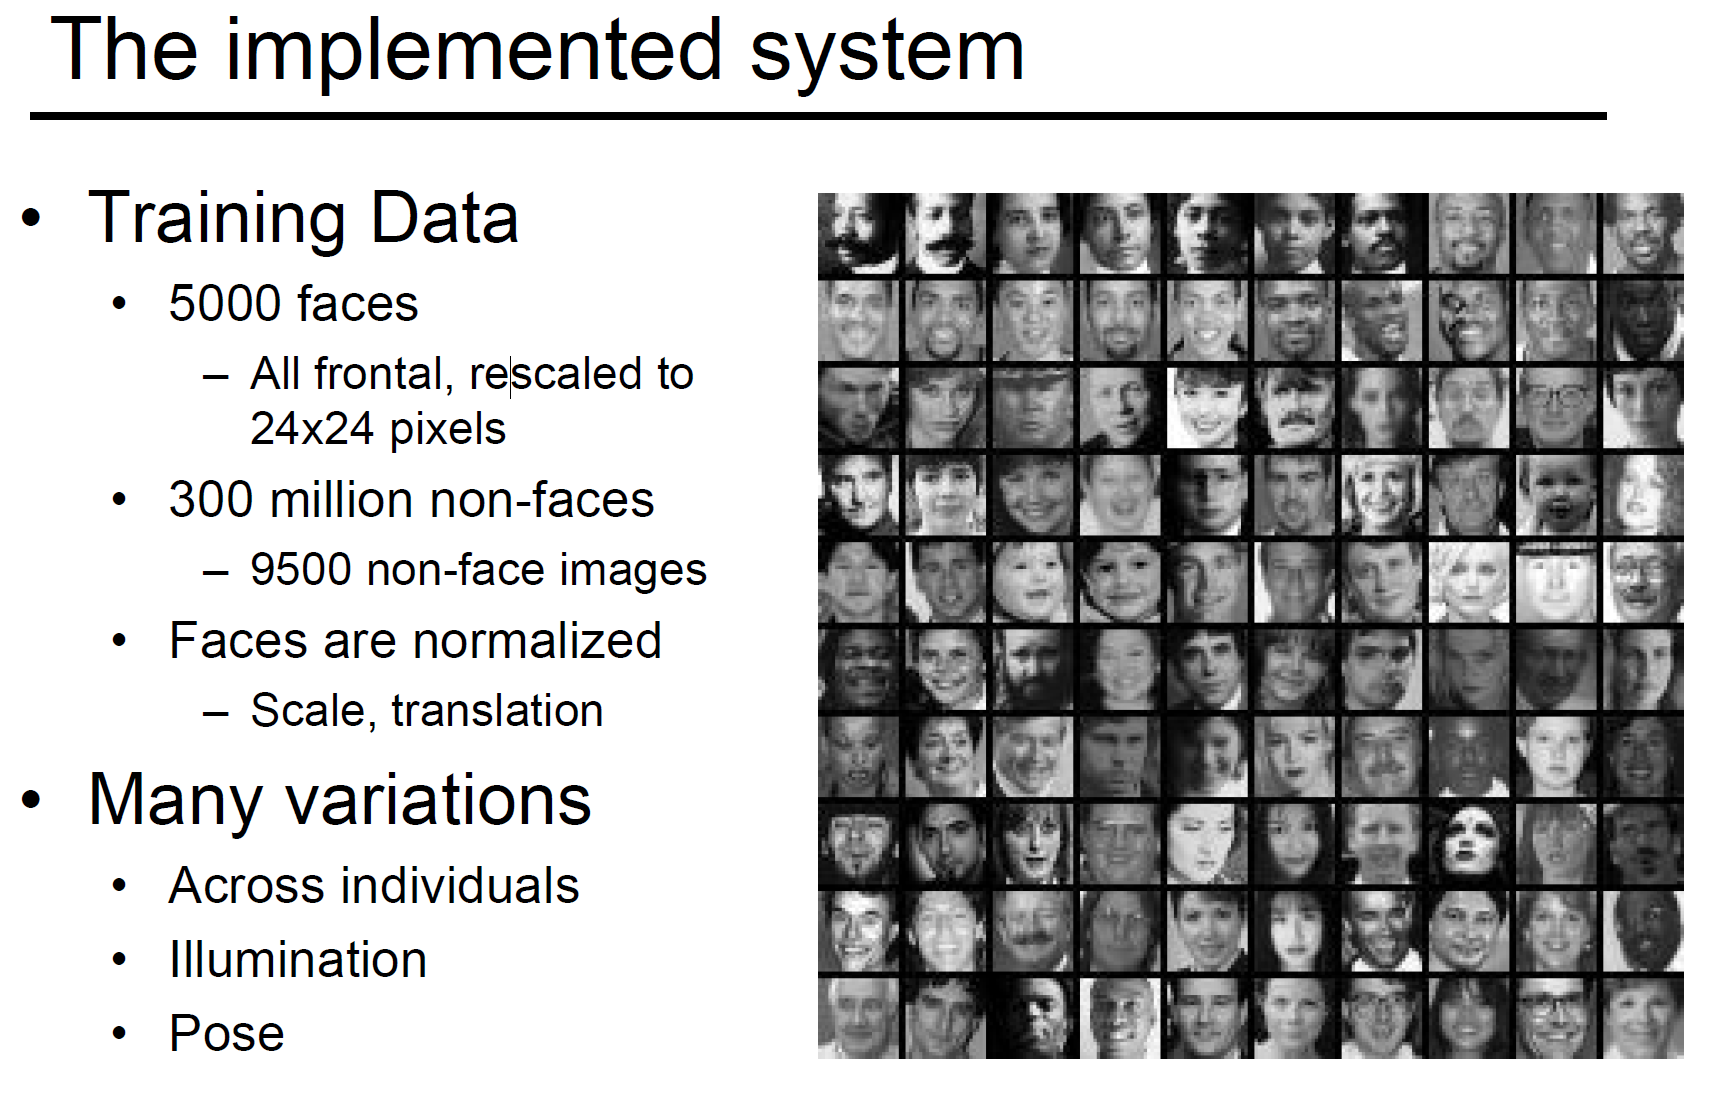 The implemented system
• Training Data
• 5000 faces
– All frontal, rescaled to
24x24 pixels
• 300 million non-faces
– 9500 non-face images
• Faces are normalized
– Scale, translation
• Many variations
• Across individuals
• Illumination
• Pose